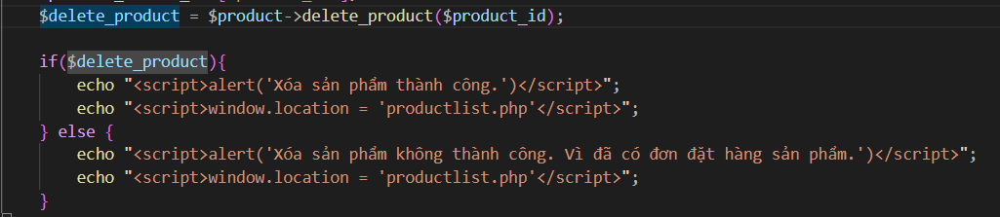 $delete_product = $product->delete_product($product_id);
if($delete_product){
echo "<script>alert('Xóa sản phẩm thành công.')</script>";
echo "<script>window.location = 'productlist.php'</script>";
} else {
echo "<script>alert('Xóa sản phẩm không thành công. Vì đã có đơn đặt hàng sản phẩm.')</script>";
echo "<script>window.location = 'productlist.php'</script>";
}